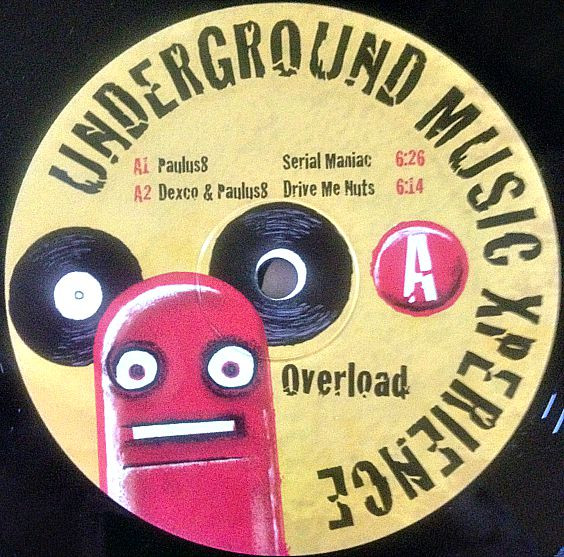 UNDERGROUND MUSIC XPERIENCE
A1 Paulus8 Serial Maniac 6:26
A2 Dexco & Paulus8 Drive Me Nuts 6:14
A
Overload